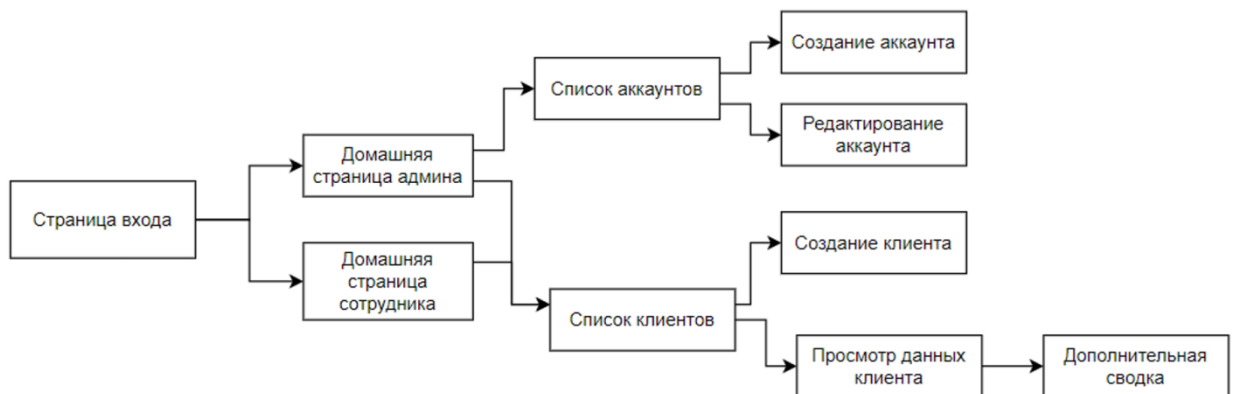 Страница входа
Домашняя
страница админа
Домашняя
страница
сотрудника
Список аккаунтов
Список клиентов
Создание аккаунта
Редактирование
аккаунта
Создание клиента
Просмотр данных
клиента
Дополнительная
сводка